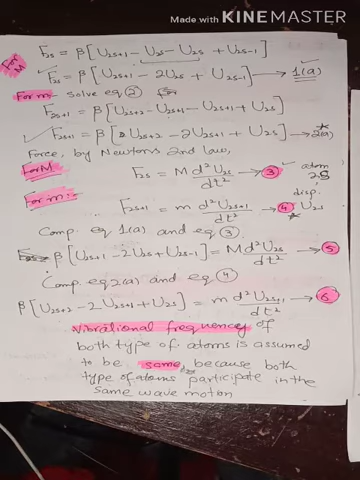 Made with KINEMASTER
For M
F2s = β[U2s+1 - U2s - U2s + U2s-1]
F2s = β[U2s+1 - 2U2s + U2s-1] → 1(a)
For m- solve eq (2)
F2s+1 = β[U2s+2 - U2s+1 - U2s+1 + U2s]
F2s+1 = β[U2s+2 - 2U2s+1 + U2s] → 2(a)
Force, by Newtons 2nd law,
For M F2s = M d²U2s/dt² → (3) atom 2s
For m:- disp.
F2s+1 = m d²U2s+1/dt² → (4) U2s
Comp. eq 1(a) and eq (3)
β[U2s+1 - 2U2s + U2s-1] = M d²U2s/dt² → (5)
Comp eq 2(a) and eq (4)
β[U2s+2 - 2U2s+1 + U2s] = m d²U2s+1/dt² → (6)
Vibrational frequency of
both type of atoms is assumed
to be same, because both
type of atoms participate in the
same wave motion